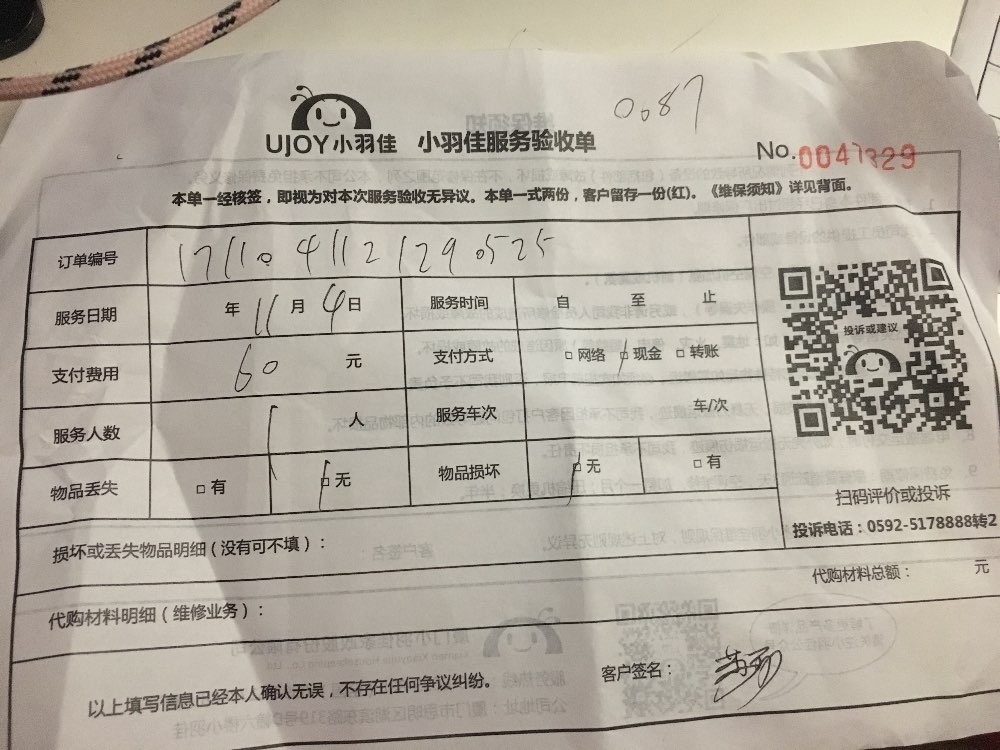 0087
UJOY小羽佳 小羽佳服务验收单
No.
本单一经核签，即视为对本次服务验收无异议。本单一式两份，客户留存一份(红)。《维保须知》详见背面。
订单编号 1711041121290525
服务日期 年 11 月 4 日 服务时间 自 至 止
支付费用 60 元 支付方式 □ 网络 □ 现金 □ 转账
投诉或建议
服务人数 1 人 服务车次 车/次
物品丢失 □ 有 □ 无 物品损坏 □ 无 □ 有
扫码评价或投诉
投诉电话：0592-5178888转2
损坏或丢失物品明细（没有可不填）：
代购材料总额： 元
代购材料明细（维修业务）：
以上填写信息已经本人确认无误，不存在任何争议纠纷。 客户签名：